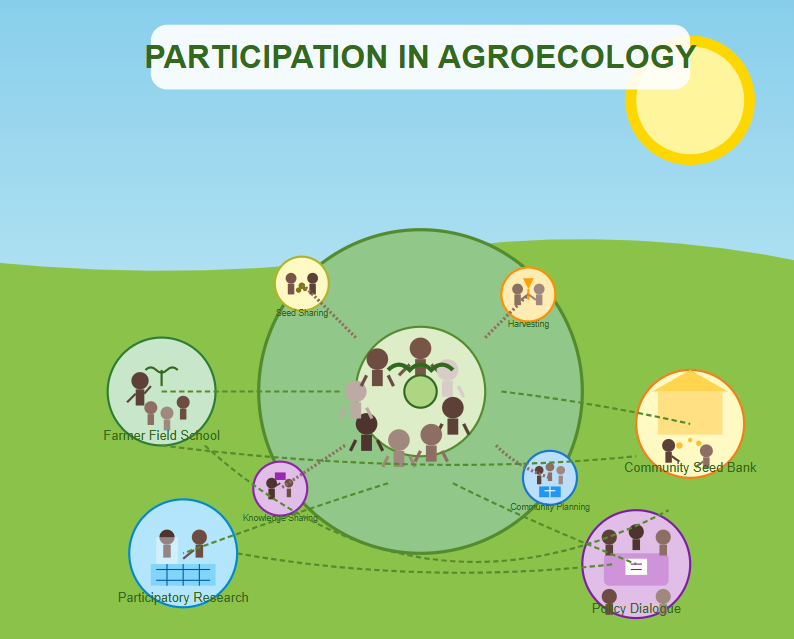 PARTICIPATION IN AGROECOLOGY
Seed Sharing
Harvesting
Farmer Field School
Community Seed Bank
Knowledge Sharing
Community Planning
Participatory Research
Policy Dialogue